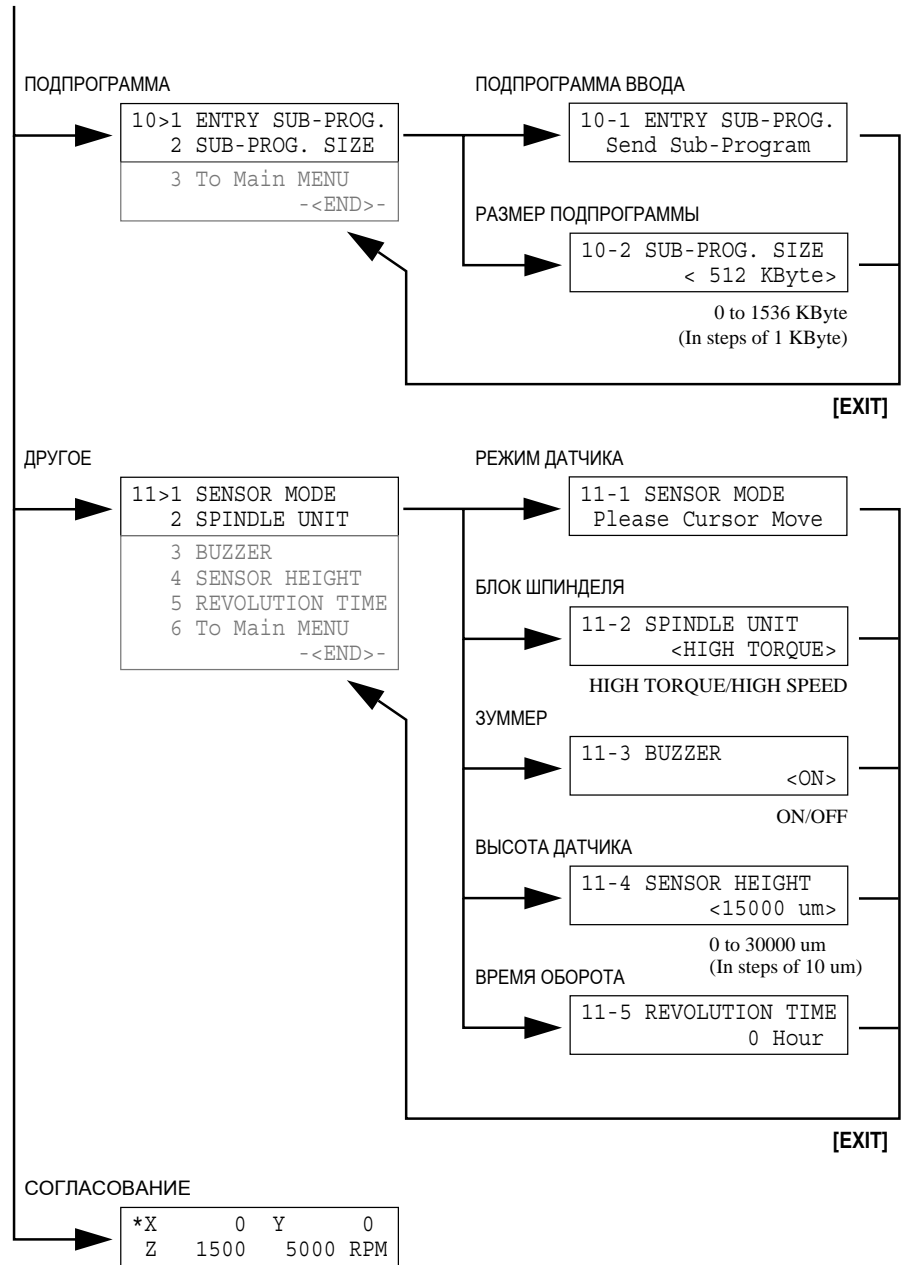 ПОДПРОГРАММА
10>1 ENTRY SUB-PROG.
2 SUB-PROG. SIZE
3 To Main MENU
-<END>-
ПОДПРОГРАММА ВВОДА
10-1 ENTRY SUB-PROG.
Send Sub-Program
РАЗМЕР ПОДПРОГРАММЫ
10-2 SUB-PROG. SIZE
< 512 KByte>
0 to 1536 KByte
(In steps of 1 KByte)
[EXIT]
ДРУГОЕ
11>1 SENSOR MODE
2 SPINDLE UNIT
3 BUZZER
4 SENSOR HEIGHT
5 REVOLUTION TIME
6 To Main MENU
-<END>-
РЕЖИМ ДАТЧИКА
11-1 SENSOR MODE
Please Cursor Move
БЛОК ШПИНДЕЛЯ
11-2 SPINDLE UNIT
<HIGH TORQUE>
HIGH TORQUE/HIGH SPEED
ЗУММЕР
11-3 BUZZER
<ON>
ON/OFF
ВЫСОТА ДАТЧИКА
11-4 SENSOR HEIGHT
<15000 um>
0 to 30000 um
(In steps of 10 um)
ВРЕМЯ ОБОРОТА
11-5 REVOLUTION TIME
0 Hour
[EXIT]
СОГЛАСОВАНИЕ
*X 0 Y 0
Z 1500 5000 RPM